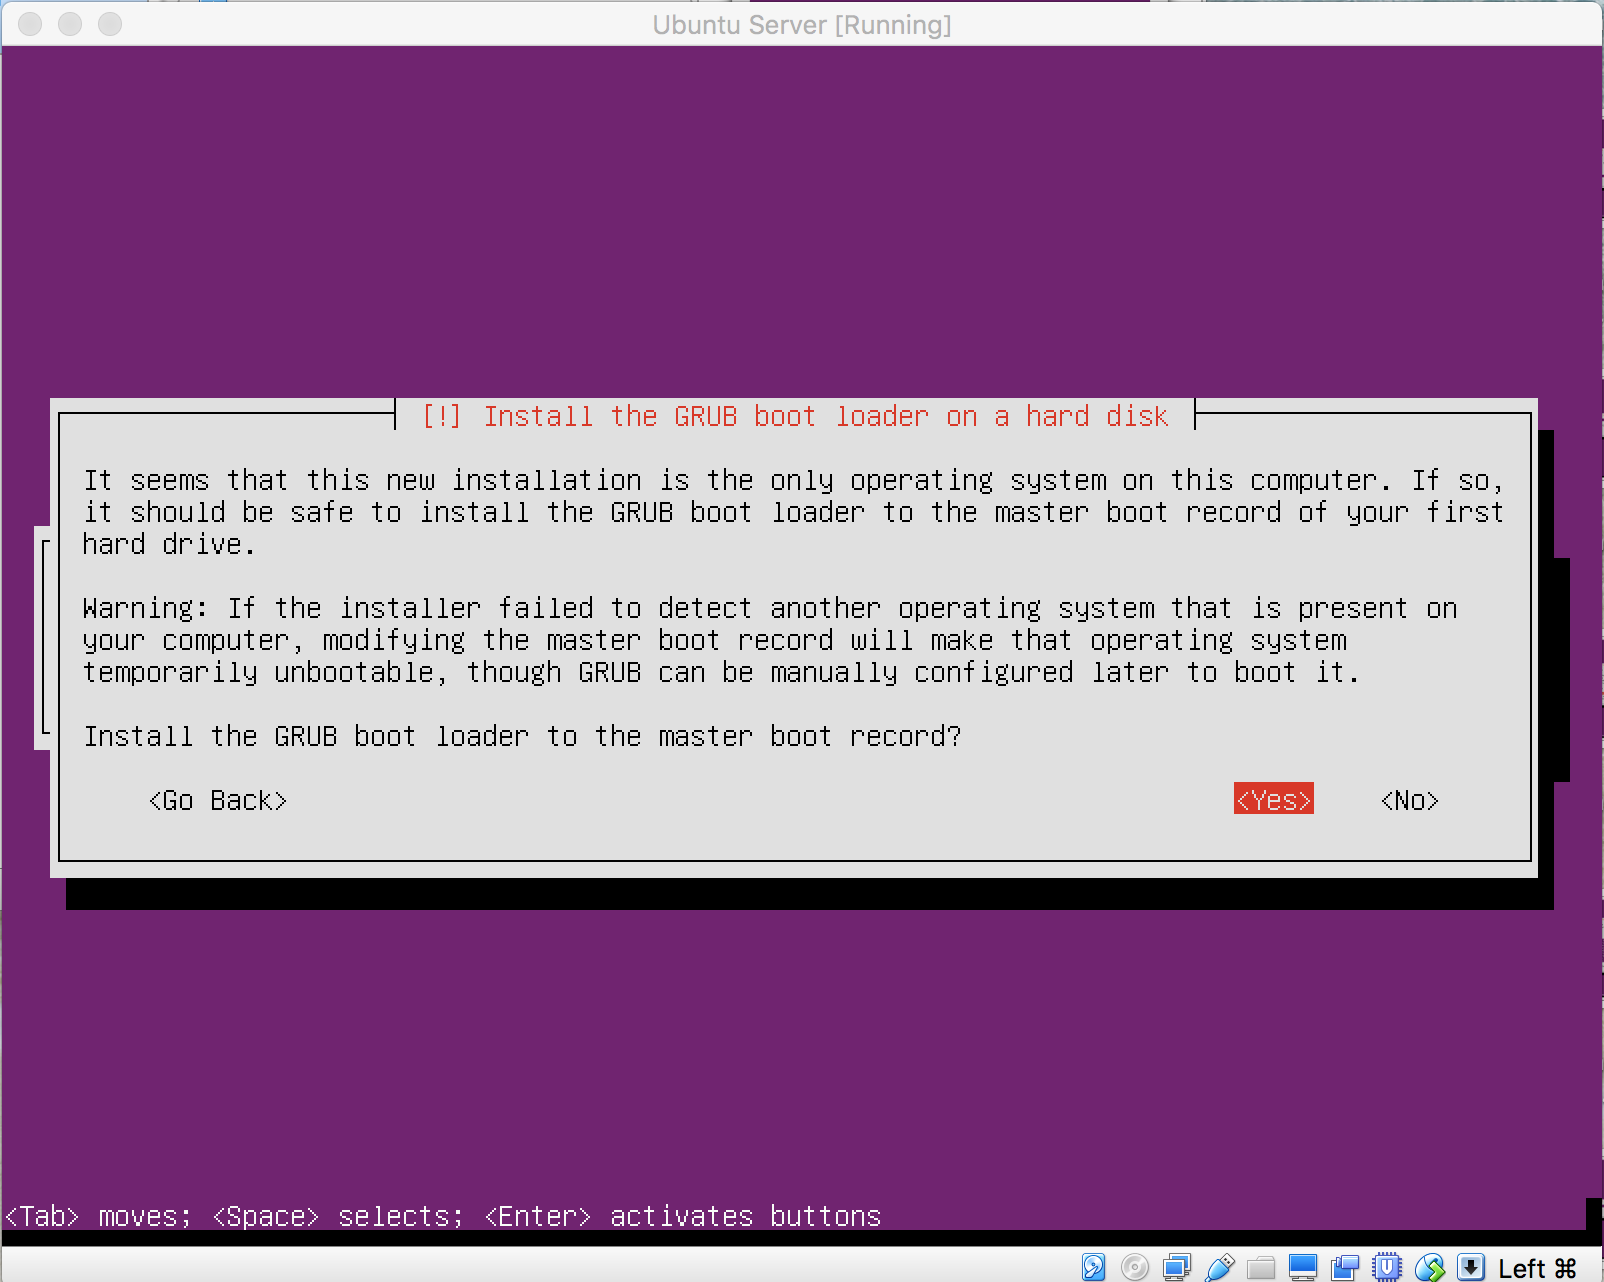 Ubuntu Server [Running]
[!] Install the GRUB boot loader on a hard disk
It seems that this new installation is the only operating system on this computer. If so,
it should be safe to install the GRUB boot loader to the master boot record of your first
hard drive.
Warning: If the installer failed to detect another operating system that is present on
your computer, modifying the master boot record will make that operating system
temporarily unbootable, though GRUB can be manually configured later to boot it.
Install the GRUB boot loader to the master boot record?
<Go Back> <Yes> <No>
<Tab> moves; <Space> selects; <Enter> activates buttons
Left ⌘